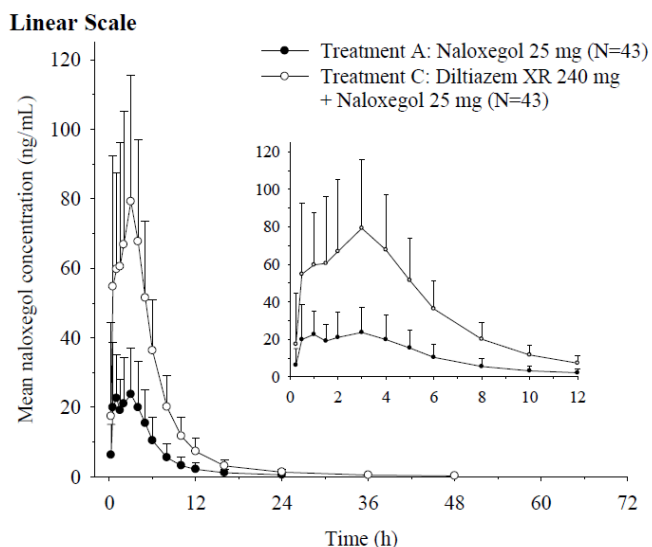 Linear Scale
Treatment A: Naloxegol 25 mg (N=43)
Treatment C: Diltiazem XR 240 mg
+ Naloxegol 25 mg (N=43)
Mean naloxegol concentration (ng/mL)
120
100
80
60
40
20
0
120
100
80
60
40
20
0
0 2 4 6 8 10 12
0 12 24 36 48 60 72
Time (h)